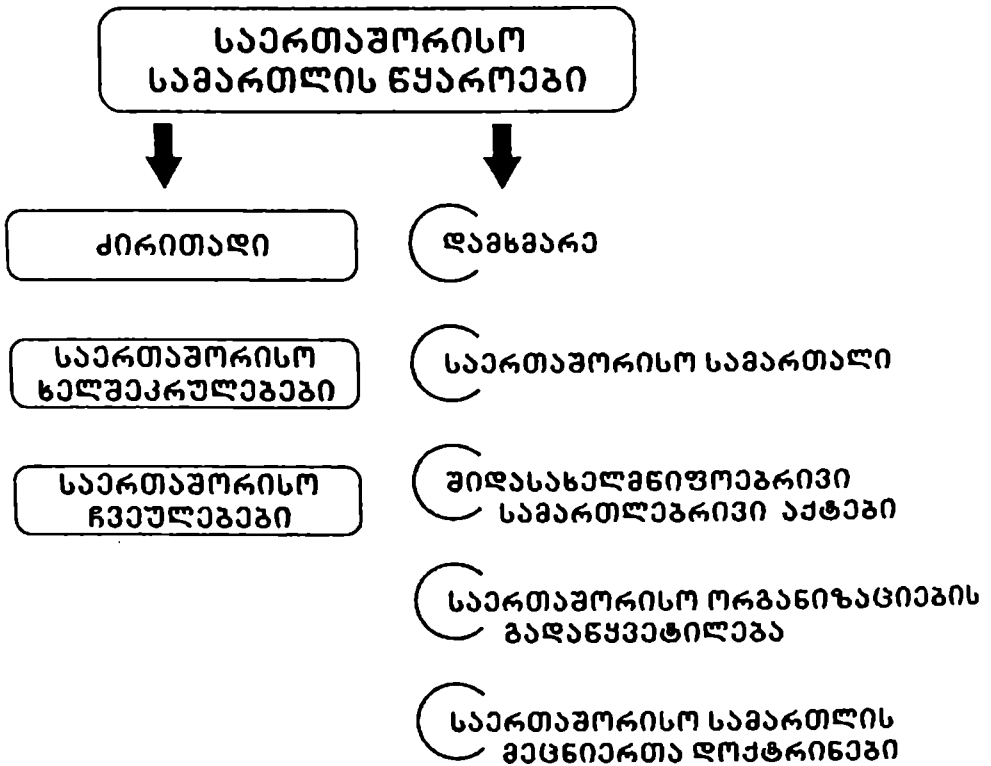 საერთაშორისო
სამართლის წყაროები
ძირითადი
დამხმარე
საერთაშორისო
ხელშეკრულებები
საერთაშორისო სამართალი
საერთაშორისო
ჩვეულებები
შიდასახელმწიფოებრივი
სამართლებრივი აქტები
საერთაშორისო ორგანიზაციების
გადაწყვეტილება
საერთაშორისო სამართლის
მეცნიერთა დოქტრინები